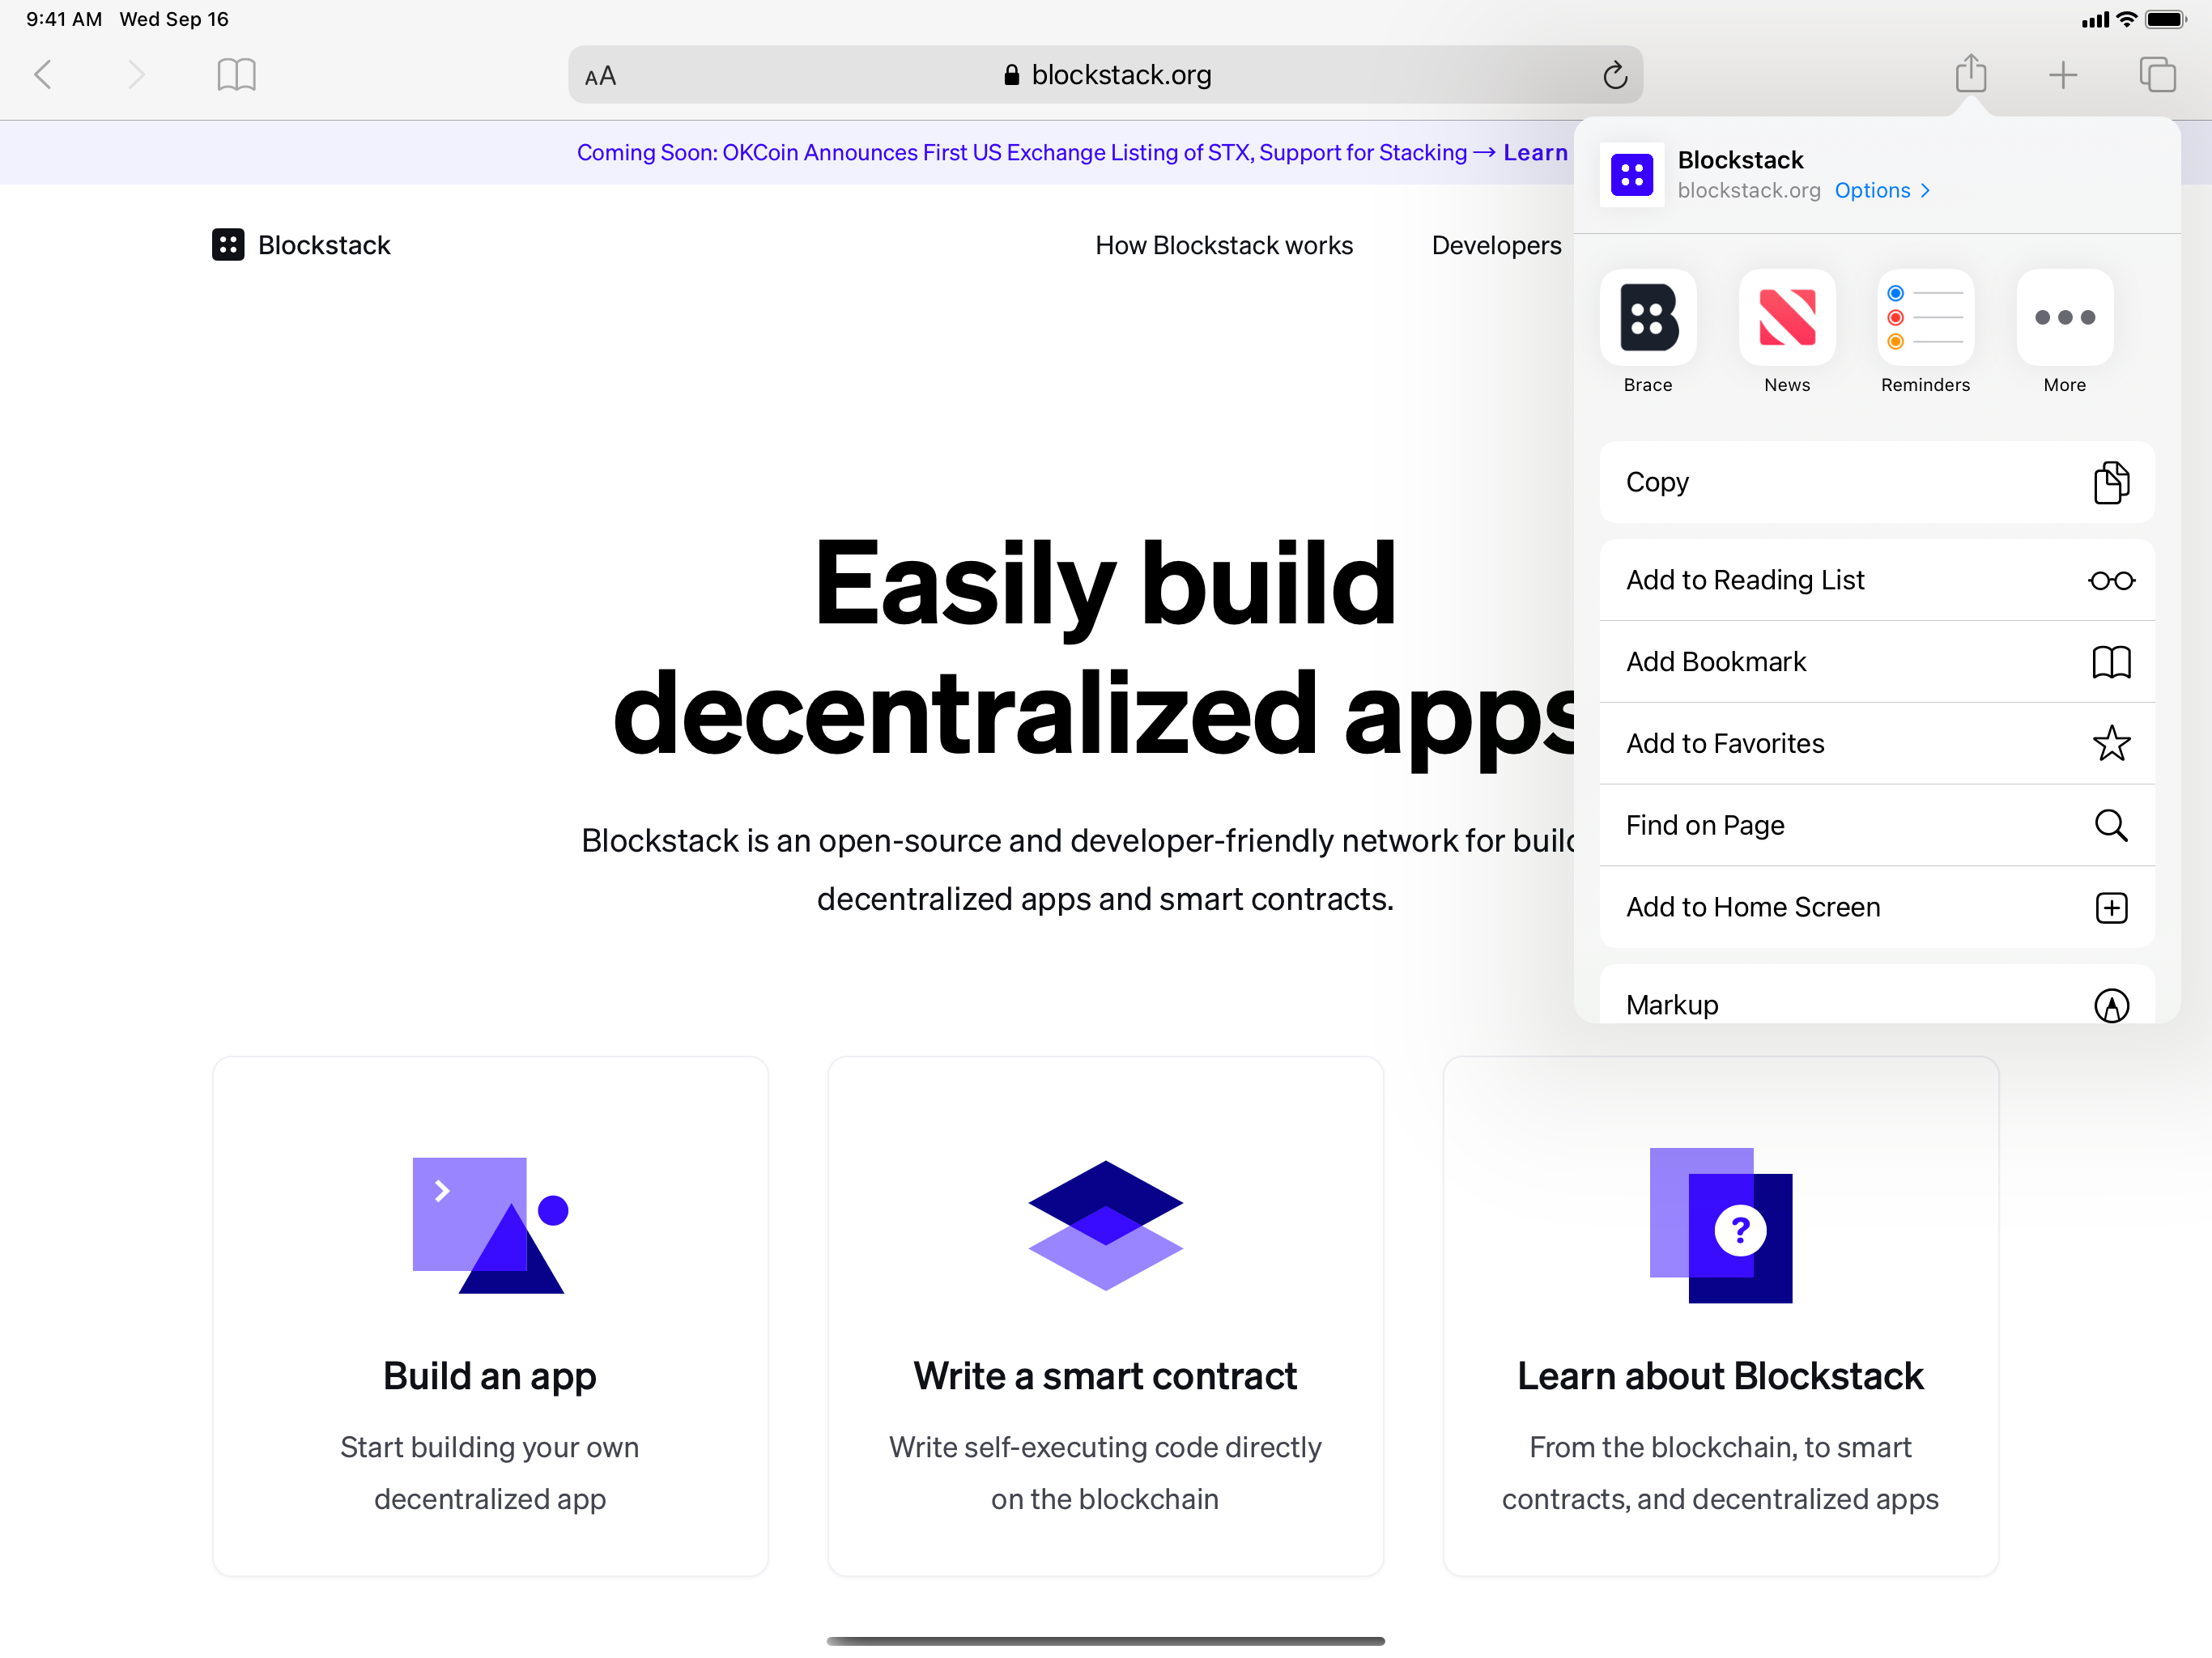 9:41 AM Wed Sep 16
AA
blockstack.org
Coming Soon: OKCoin Announces First US Exchange Listing of STX, Support for Stacking → Learn
Blockstack
How Blockstack works
Developers
Easily build
decentralized apps
Blockstack is an open-source and developer-friendly network for
decentralized apps and smart contracts.
Build an app
Start building your own
decentralized app
Write a smart contract
Write self-executing code directly
on the blockchain
?
Learn about Blockstack
From the blockchain, to smart
contracts, and decentralized apps
Blockstack
blockstack.org Options >
Brace
News
Reminders
More
Copy
Add to Reading List
Add Bookmark
Add to Favorites
Find on Page
Add to Home Screen
Markup